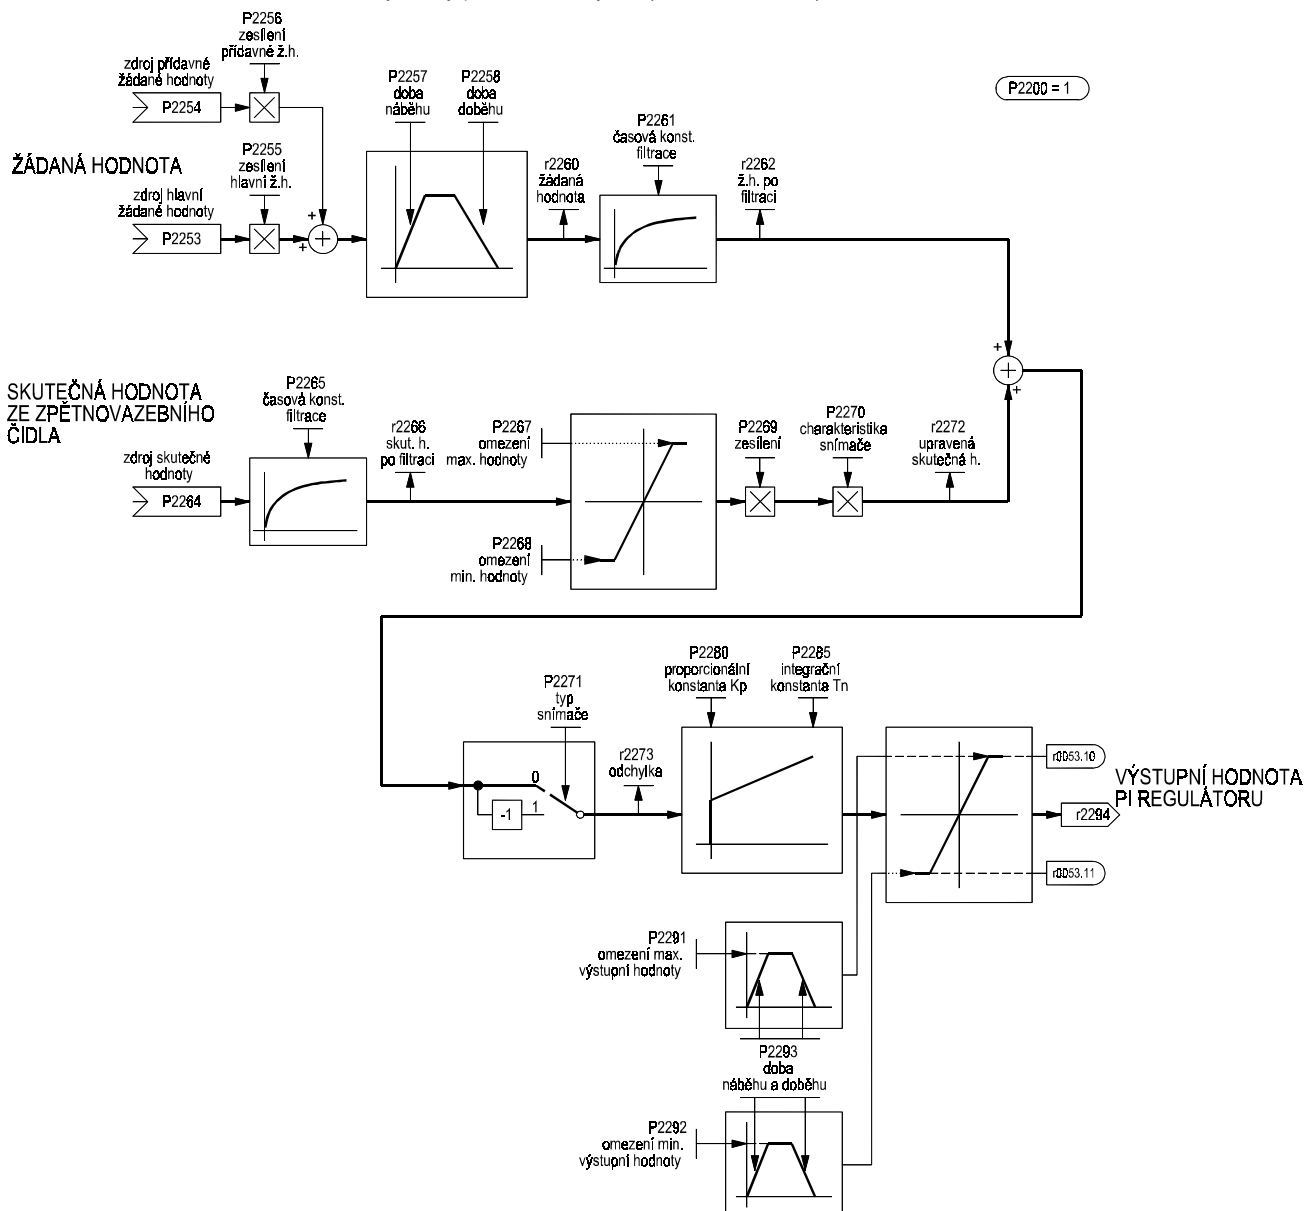 P2256
zesílení
přídavné ž.h.
zdroj přídavné
žádané hodnoty
P2254
P2257
doba
náběhu
P2258
doba
doběhu
P2200 = 1
P2261
časová konst.
filtrace
ŽÁDANÁ HODNOTA
P2255
zesílení
hlavní ž.h.
r2260
žádaná
hodnota
r2262
ž.h. po
filtraci
zdroj hlavní
žádané hodnoty
P2253
+
+
+
+
+
+
SKUTEČNÁ HODNOTA
ZE ZPĚTNOVAZEBNÍHO
ČIDLA
P2265
časová konst.
filtrace
r2266
skut. h.
po filtraci
P2267
omezení
max. hodnoty
P2269
zesílení
P2270
charakteristika
snímače
r2272
upravená
skutečná h.
zdroj skutečné
hodnoty
P2264
P2268
omezení
min. hodnoty
P2271
typ
snímače
P2280
proporcionální
konstanta Kp
P2285
integrační
konstanta Tn
0
-1
1
r2273
odchylka
r0053.10
VÝSTUPNÍ HODNOTA
PI REGULÁTORU
r2294
r0053.11
P2291
omezení max.
výstupní hodnoty
P2293
doba
náběhu a doběhu
P2292
omezení min.
výstupní hodnoty